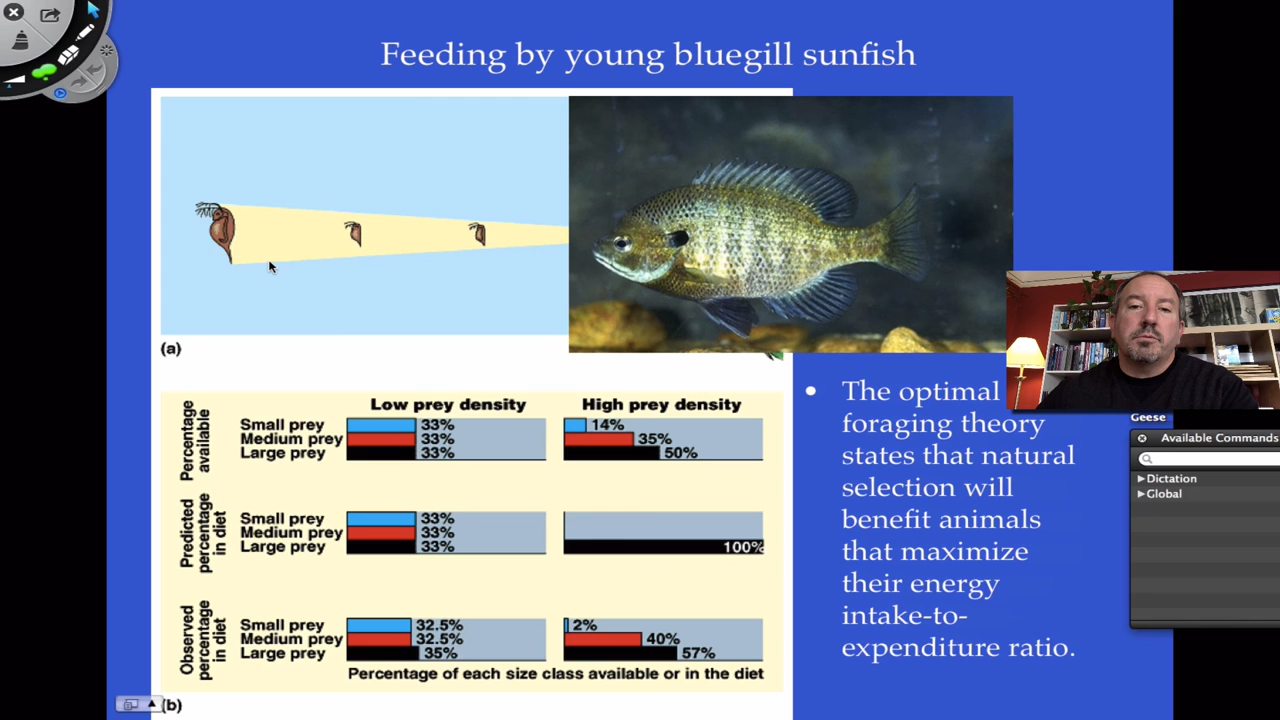 Feeding by young bluegill sunfish
(a)
Low prey density
High prey density
Percentage
available
Small prey 33% 14%
Medium prey 33% 35%
Large prey 33% 50%
Predicted
percentage
in diet
Small prey 33%
Medium prey 33%
Large prey 33% 100%
Observed
percentage
in diet
Small prey 32.5% 2%
Medium prey 32.5% 40%
Large prey 35% 57%
Percentage of each size class available or in the diet
(b)
• The optimal
foraging theory
states that natural
selection will
benefit animals
that maximize
their energy
intake-to-
expenditure ratio.
Geese
Available Commands
Dictation
Global